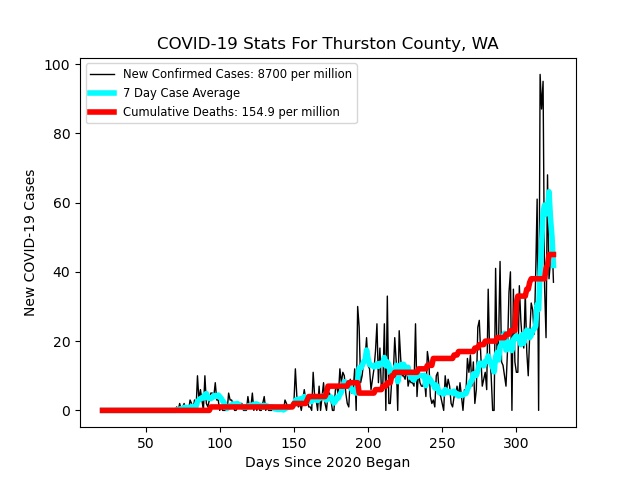 COVID-19 Stats For Thurston County, WA
New Confirmed Cases: 8700 per million
7 Day Case Average
Cumulative Deaths: 154.9 per million
New COVID-19 Cases
100
80
60
40
20
0
50 100 150 200 250 300
Days Since 2020 Began